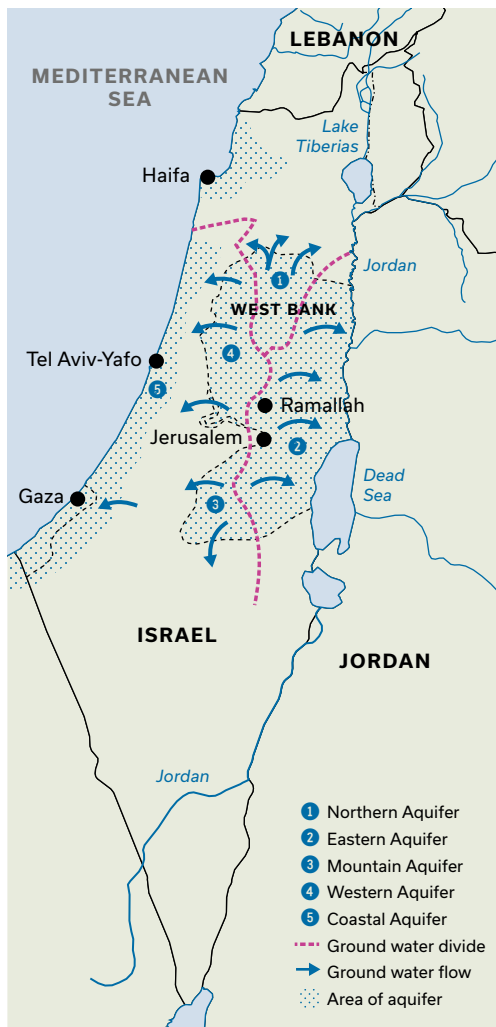 LEBANON
MEDITERRANEAN
SEA
Lake
Tiberias
Haifa
Jordan
1
WEST BANK
4
Tel Aviv-Yafo
5
Ramallah
Jerusalem
2
Dead
Sea
Gaza
3
ISRAEL
JORDAN
Jordan
1 Northern Aquifer
2 Eastern Aquifer
3 Mountain Aquifer
4 Western Aquifer
5 Coastal Aquifer
Ground water divide
Ground water flow
Area of aquifer